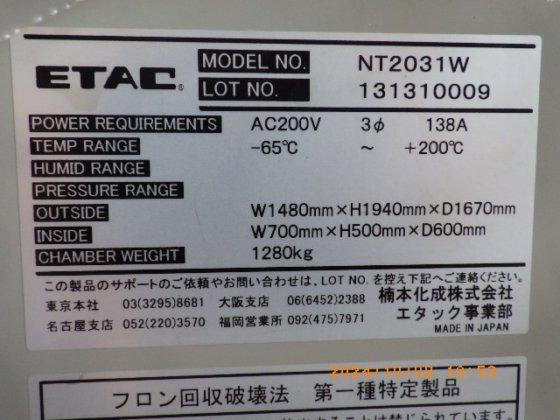 ETAC®
MODEL NO. NT2031W
LOT NO. 131310009
POWER REQUIREMENTS AC200V 3φ 138A
TEMP RANGE -65℃ ~ +200℃
HUMID RANGE
PRESSURE RANGE
OUTSIDE W1480mm×H1940mm×D1670mm
INSIDE W700mm×H500mm×D600mm
CHAMBER WEIGHT 1280kg
この製品のサポートのご依頼やお問い合わせは、LOT NO. を控え下記へご連絡ください。
東京本社 03(3295)8681 大阪支店 06(6452)2388 楠本化成株式会社
名古屋支店 052(220)3570 福岡営業所 092(475)7971 エタック事業部
MADE IN JAPAN
フロン回収破壊法 第一種特定製品